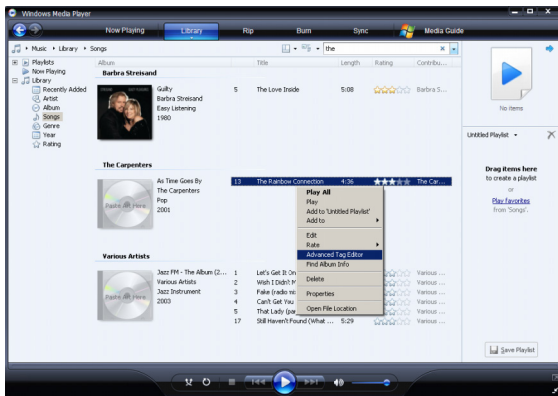 Windows Media Player
Now Playing Library Rip Burn Sync Media Guide
Music Library Songs the
Playlists
Now Playing
Library
Recently Added
Artist
Album
Songs
Genre
Year
Rating
Album Title Length Rating Contribu...
Barbra Streisand
Guilty 5 The Love Inside 5:08 Barbra S...
Barbra Streisand
Easy Listening
1980
The Carpenters
As Time Goes By 13 The Rainbow Connection 4:36 The Car...
The Carpenters
Pop
2001
Paste Art Here
Play All
Play
Add to 'Untitled Playlist'
Add to
Edit
Rate
Advanced Tag Editor
Find Album Info
Delete
Properties
Open File Location
Various Artists
Jazz FM - The Album (2... 1 Let's Get It On Various ...
Various Artists 2 Wish I Didn't M Various ...
Jazz Instrument 3 Fake (radio mi Various ...
2003 4 Can't Get You Various ...
5 That Lady (par Various ...
17 Still Haven't Found (What ... 5:29 Various ...
Paste Art Here
No items
Untitled Playlist
Drag items here
to create a playlist
or
Play favorites
from 'Songs'.
Save Playlist